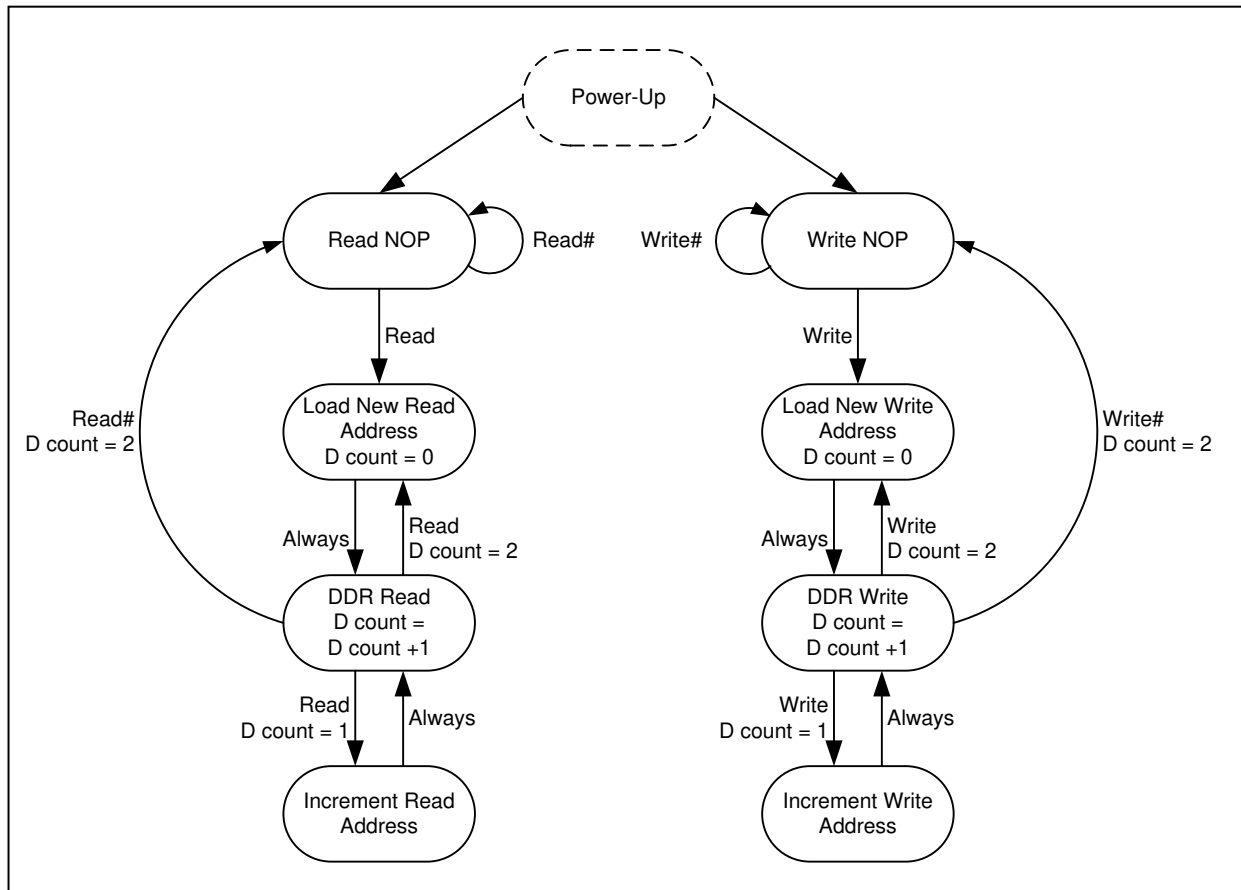 Power-Up
Read NOP
Read#
Write#
Write NOP
Read
Write
Load New Read
Address
D count = 0
Load New Write
Address
D count = 0
Read#
D count = 2
Write#
D count = 2
Always
Read
D count = 2
Always
Write
D count = 2
DDR Read
D count =
D count +1
DDR Write
D count =
D count +1
Read
D count = 1
Always
Write
D count = 1
Always
Increment Read
Address
Increment Write
Address